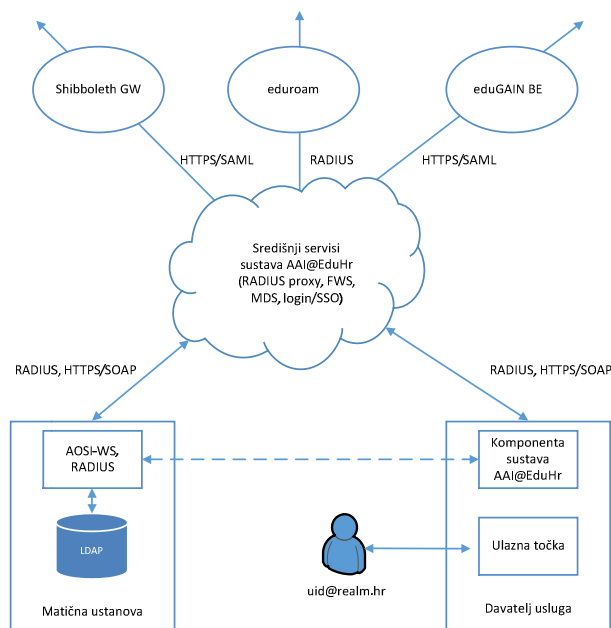 Shibboleth GW
eduroam
eduGAIN BE
HTTPS/SAML
RADIUS
HTTPS/SAML
Središnji servisi
sustava AAI@EduHr
(RADIUS proxy, FWS,
MDS, login/SSO)
RADIUS, HTTPS/SOAP
RADIUS, HTTPS/SOAP
AOSI-WS,
RADIUS
Komponenta
sustava
AAI@EduHr
LDAP
Ulazna točka
uid@realm.hr
Matična ustanova
Davatelj usluga